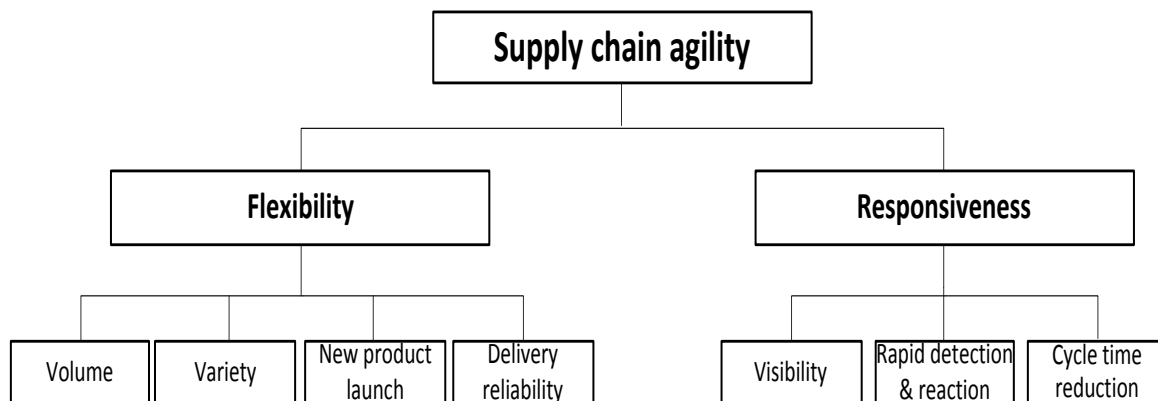 Supply chain agility
Flexibility
Responsiveness
Volume
Variety
New product
launch
Delivery
reliability
Visibility
Rapid detection
& reaction
Cycle time
reduction